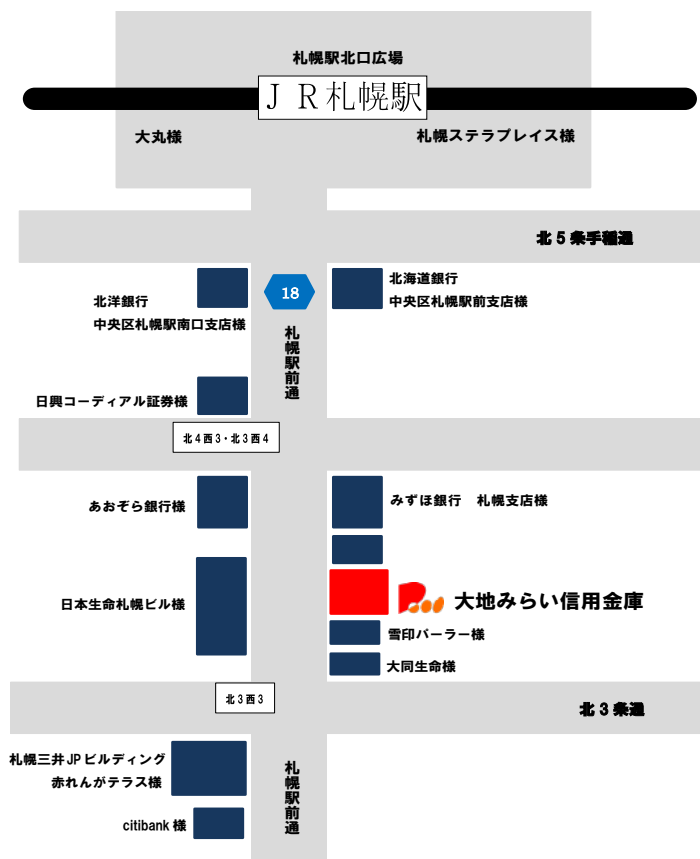 札幌駅北口広場
JR札幌駅
大丸様
札幌ステラプレイス様
北5条手稲通
北洋銀行
中央区札幌駅南口支店様
18
北海道銀行
中央区札幌駅前支店様
札幌駅前通
日興コーディアル証券様
北4西3・北3西4
あおぞら銀行様
みずほ銀行　札幌支店様
日本生命札幌ビル様
大地みらい信用金庫
雪印パーラー様
大同生命様
北3西3
北3条通
札幌三井JPビルディング
赤れんがテラス様
札幌駅前通
citibank 様